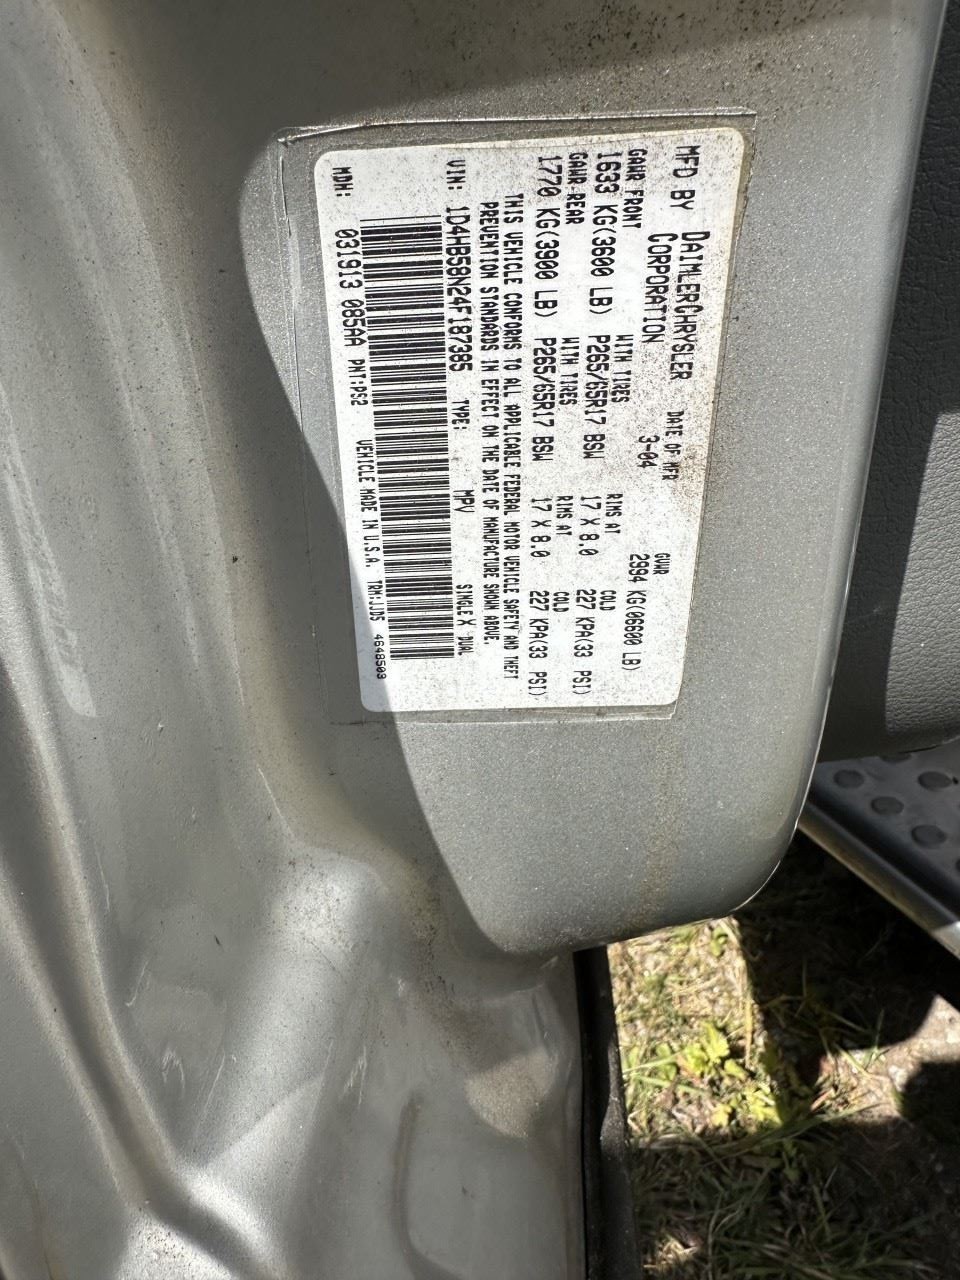 MFD BY DAIMLERCHRYSLER CORPORATION
DATE OF MFR 3-04
GVWR 2994 KG(06600 LB)
GAWR FRONT WITH TIRES RIMS AT COLD
1633 KG(3600 LB) P265/65R17 BSW 17 X 8.0 227 KPA(33 PSI)
GAWR REAR WITH TIRES RIMS AT COLD
1770 KG(3900 LB) P265/65R17 BSW 17 X 8.0 227 KPA(33 PSI)
THIS VEHICLE CONFORMS TO ALL APPLICABLE FEDERAL MOTOR VEHICLE SAFETY AND THEFT
PREVENTION STANDARDS IN EFFECT ON THE DATE OF MANUFACTURE SHOWN ABOVE.
VIN: 1D4HB58N24F187385 TYPE: MPV SINGLE X DUAL
MDH: 031913 085AA PNT:PS2 VEHICLE MADE IN U.S.A. TRM:JJD5 4648503